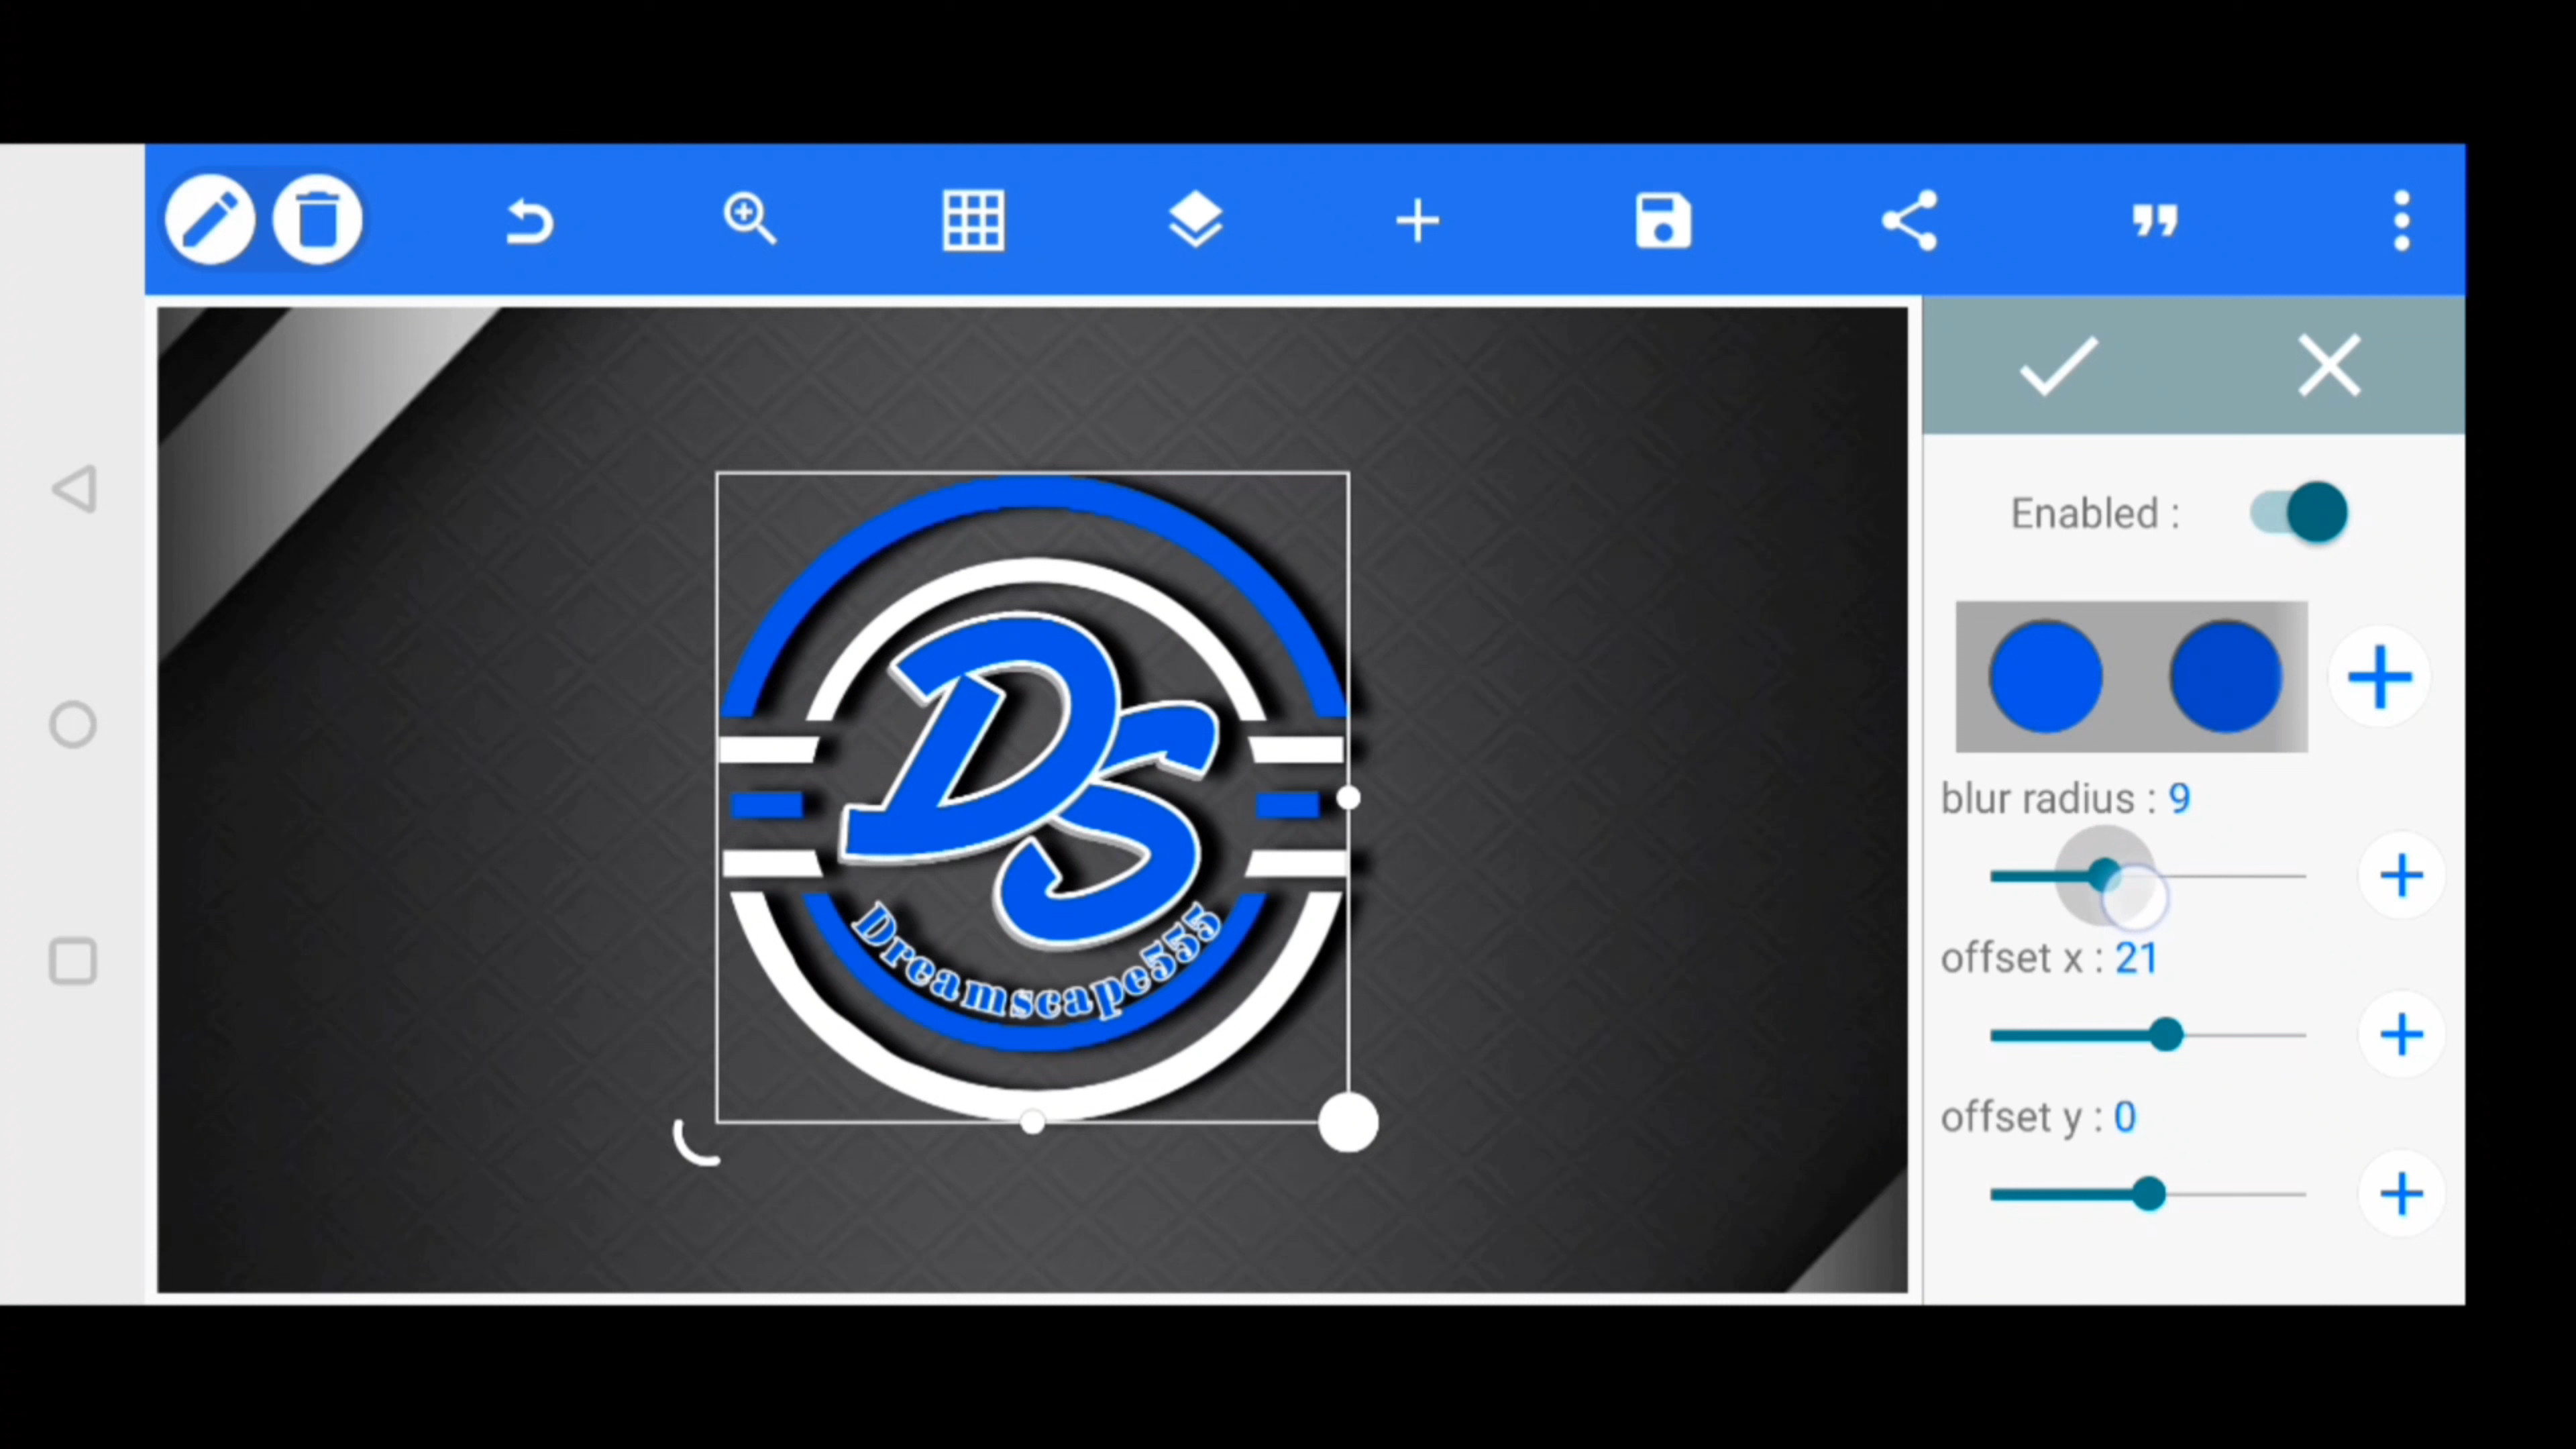 Enabled :
DS
Dreamscape555
blur radius : 9
offset x : 21
offset y : 0